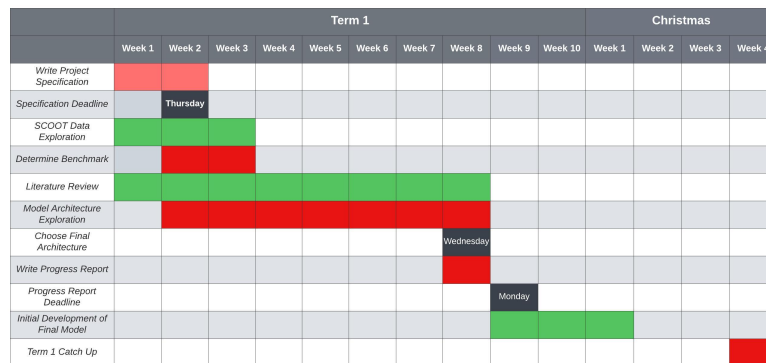 Term 1 Christmas
Week 1 Week 2 Week 3 Week 4 Week 5 Week 6 Week 7 Week 8 Week 9 Week 10 Week 1 Week 2 Week 3 Week
Write Project
Specification
Specification Deadline Thursday
SCOOT Data
Exploration
Determine Benchmark
Literature Review
Model Architecture
Exploration
Choose Final
Architecture
Wednesday
Write Progress Report
Progress Report
Deadline
Monday
Initial Development of
Final Model
Term 1 Catch Up